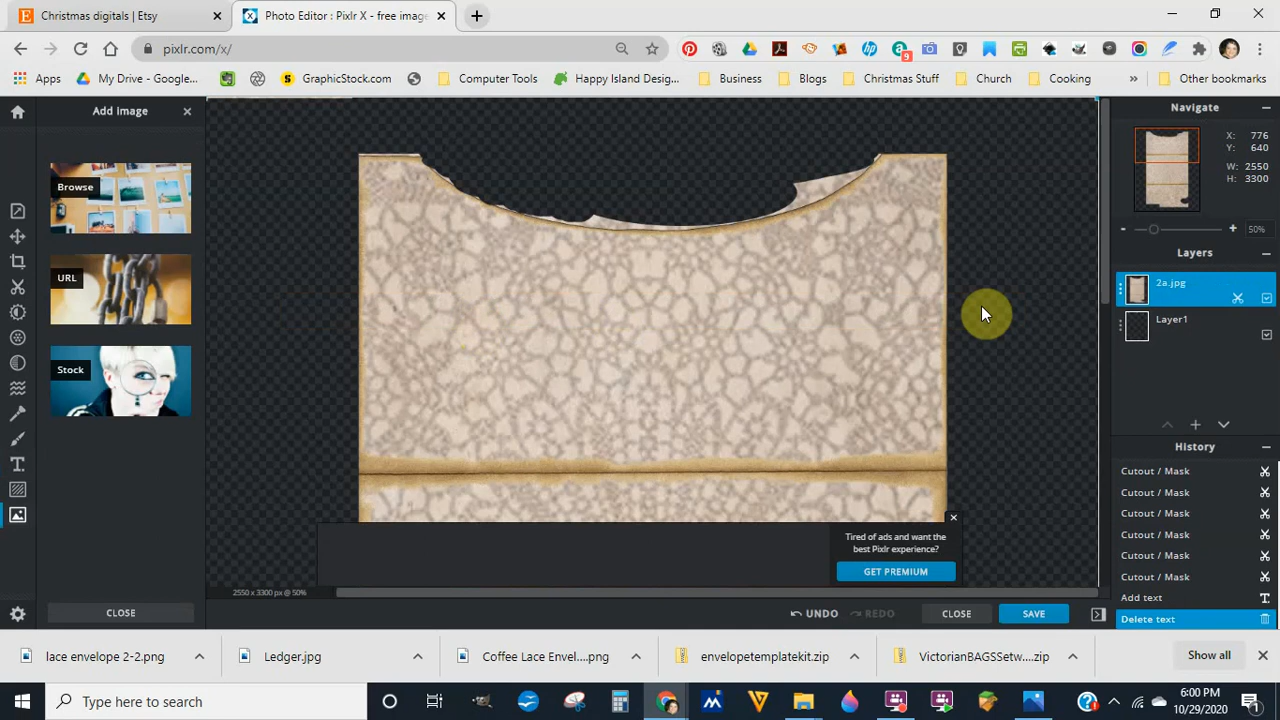 Christmas digitals | Etsy
Photo Editor : Pixlr X - free image
pixlr.com/x/
9
Apps
My Drive - Google...
GraphicStock.com
Computer Tools
Happy Island Desig...
Business
Blogs
Christmas Stuff
Church
Cooking
»
Other bookmarks
Add image
Browse
URL
Stock
CLOSE
Navigate
X: 776
Y: 640
W: 2550
H: 3300
50%
Layers
2a.jpg
Layer1
History
Cutout / Mask
Cutout / Mask
Cutout / Mask
Cutout / Mask
Cutout / Mask
Cutout / Mask
Add text
Delete text
Tired of ads and want the
best Pixlr experience?
GET PREMIUM
2550 x 3300 px @ 50%
UNDO
REDO
CLOSE
SAVE
lace envelope 2-2.png
Ledger.jpg
Coffee Lace Envel....png
envelopetemplatekit.zip
VictorianBAGSSetw....zip
Show all
Type here to search
6:00 PM
10/29/2020